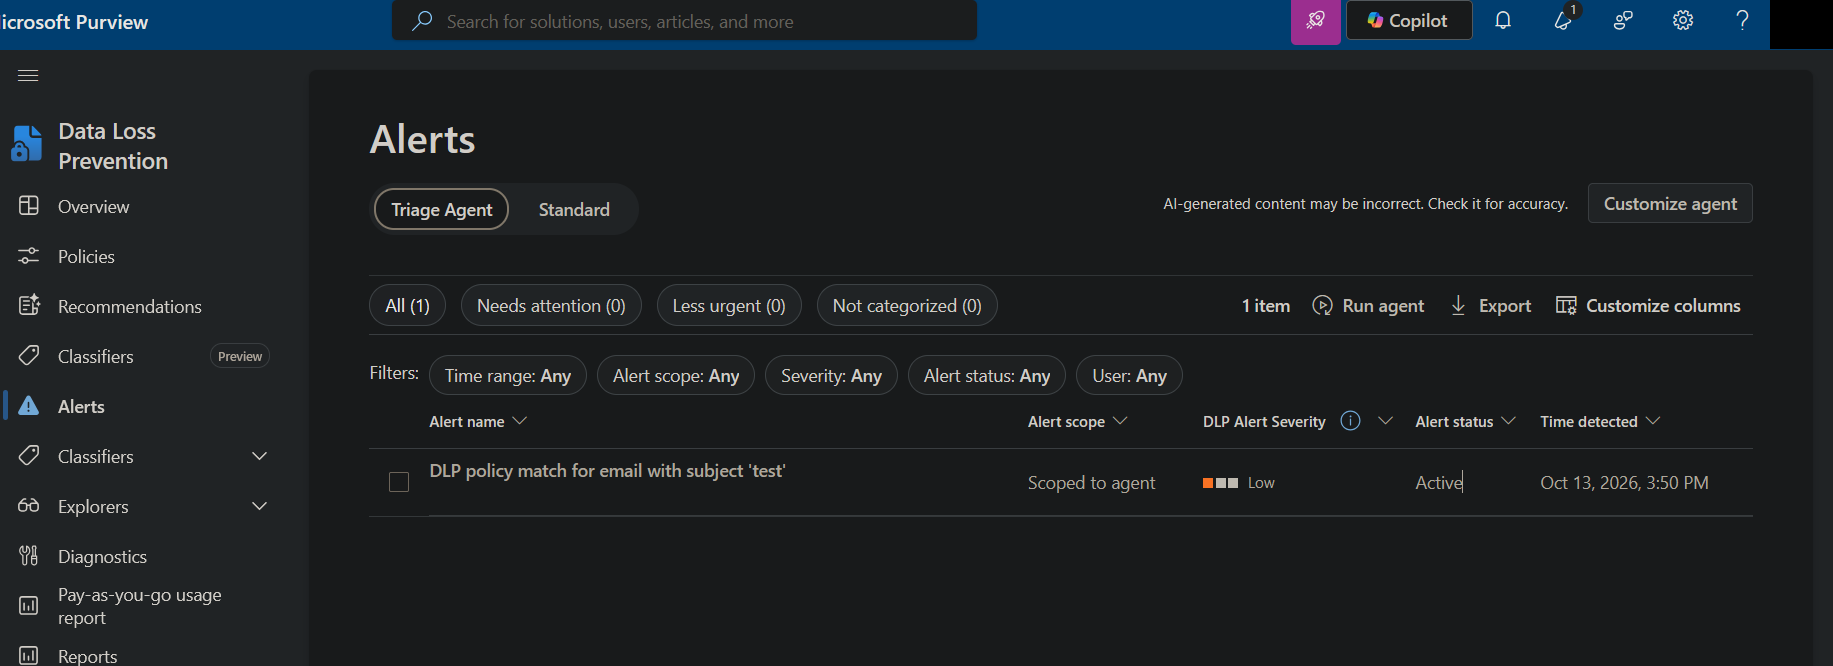 icrosoft Purview
Search for solutions, users, articles, and more
Copilot
1
?
Data Loss
Prevention
Overview
Policies
Recommendations
Classifiers
Preview
Alerts
Classifiers
Explorers
Diagnostics
Pay-as-you-go usage
report
Reports
Alerts
Triage Agent
Standard
AI-generated content may be incorrect. Check it for accuracy.
Customize agent
All (1)
Needs attention (0)
Less urgent (0)
Not categorized (0)
1 item
Run agent
Export
Customize columns
Filters:
Time range: Any
Alert scope: Any
Severity: Any
Alert status: Any
User: Any
Alert name
Alert scope
DLP Alert Severity
Alert status
Time detected
DLP policy match for email with subject 'test'
Scoped to agent
Low
Active
Oct 13, 2026, 3:50 PM